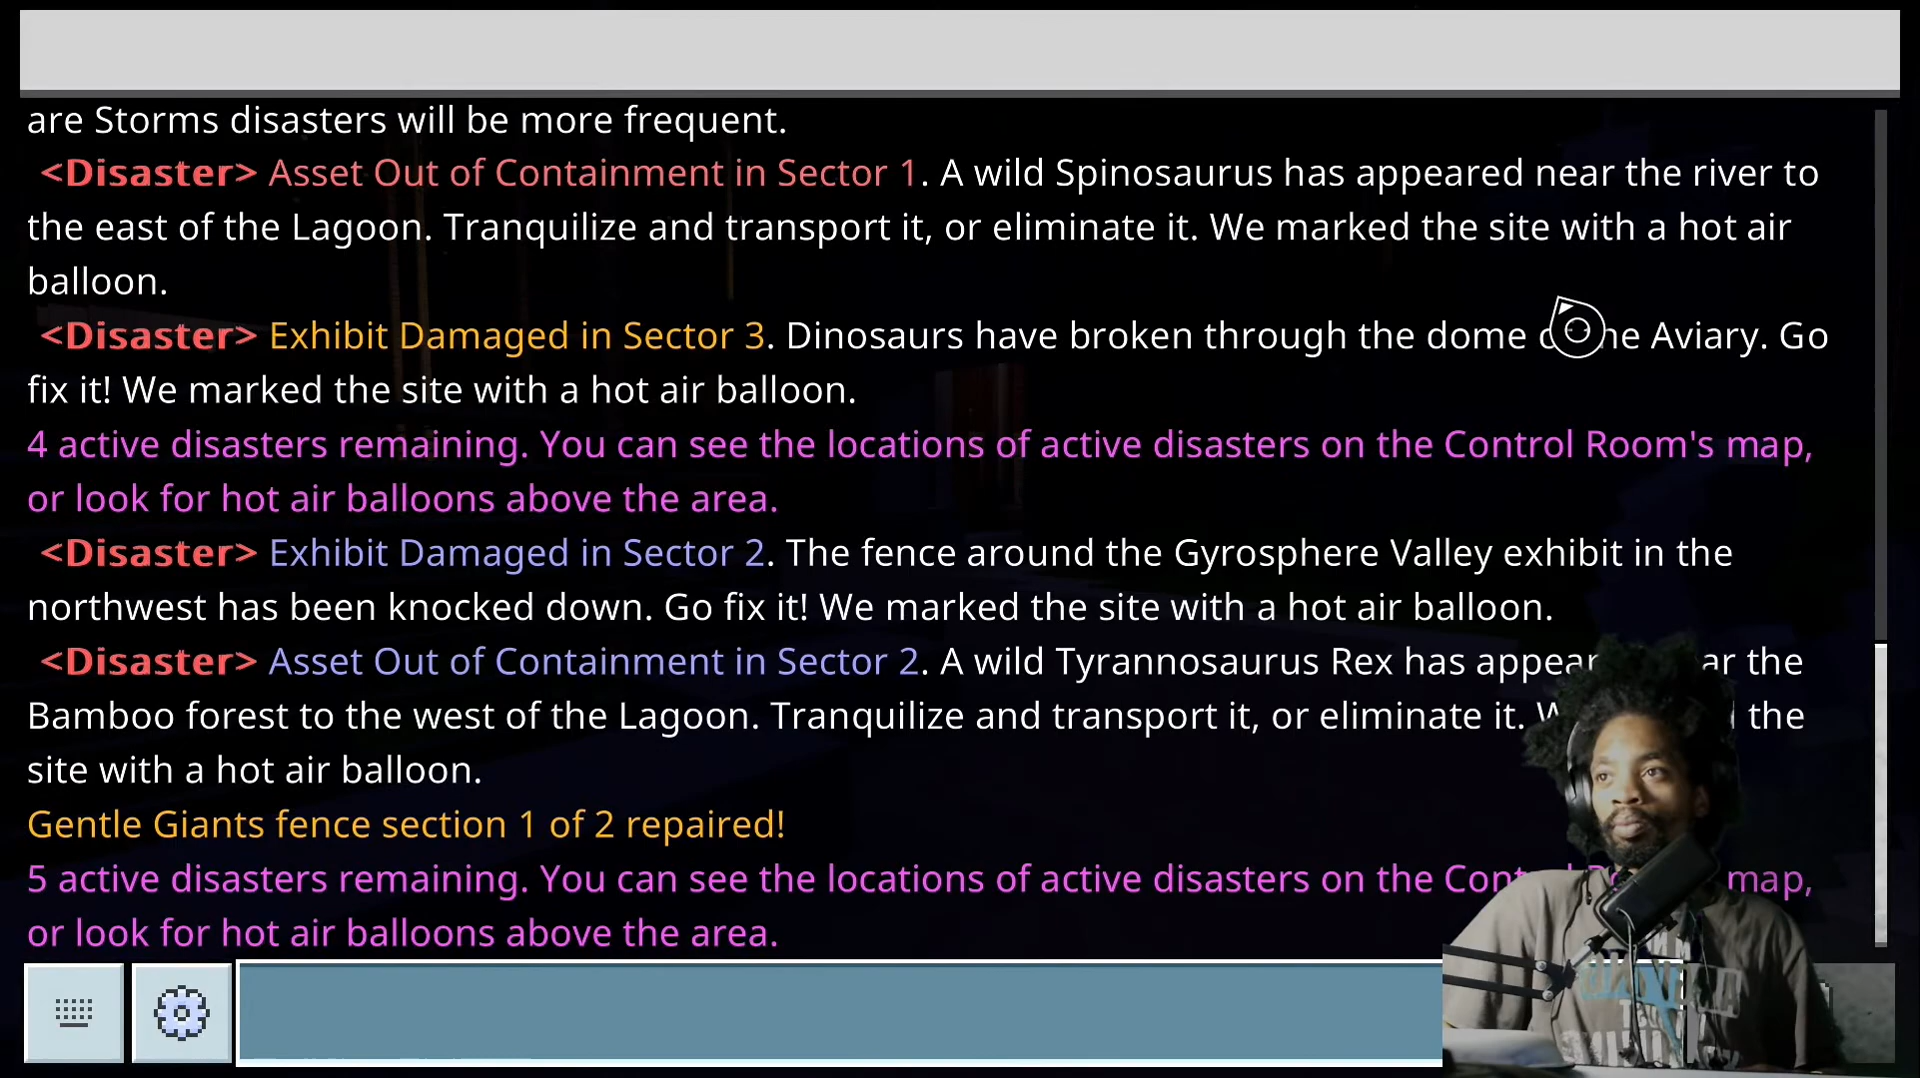 are Storms disasters will be more frequent.
<Disaster> Asset Out of Containment in Sector 1. A wild Spinosaurus has appeared near the river to
the east of the Lagoon. Tranquilize and transport it, or eliminate it. We marked the site with a hot air
balloon.
<Disaster> Exhibit Damaged in Sector 3. Dinosaurs have broken through the dome Aviary. Go
fix it! We marked the site with a hot air balloon.
4 active disasters remaining. You can see the locations of active disasters on the Control Room's map,
or look for hot air balloons above the area.
<Disaster> Exhibit Damaged in Sector 2. The fence around the Gyrosphere Valley exhibit in the
northwest has been knocked down. Go fix it! We marked the site with a hot air balloon.
<Disaster> Asset Out of Containment in Sector 2. A wild Tyrannosaurus Rex has the
Bamboo forest to the west of the Lagoon. Tranquilize and transport it, or eliminate it. the
site with a hot air balloon.
Gentle Giants fence section 1 of 2 repaired!
5 active disasters remaining. You can see the locations of active disasters on the map,
or look for hot air balloons above the area.